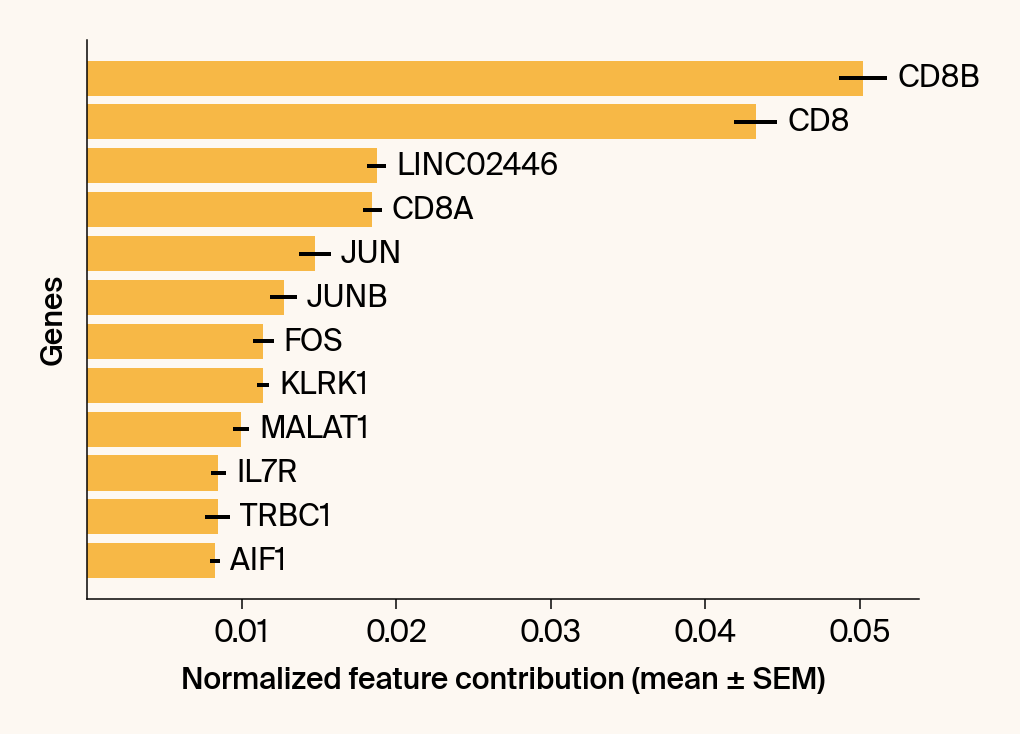 CD8B
CD8
LINC02446
CD8A
JUN
JUNB
FOS
KLRK1
MALAT1
IL7R
TRBC1
AIF1
Genes
0.01 0.02 0.03 0.04 0.05
Normalized feature contribution (mean ± SEM)